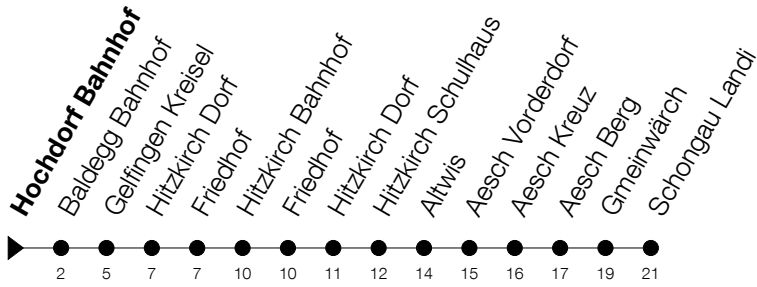 Hochdorf Bahnhof
Baldegg Bahnhof
Gelfingen Kreisel
Hitzkirch Dorf
Friedhof
Hitzkirch Bahnhof
Friedhof
Hitzkirch Dorf
Hitzkirch Schulhaus
Altwis
Aesch Vorderdorf
Aesch Kreuz
Aesch Berg
Gmeinwärch
Schongau Landi
2 5 7 7 10 10 11 12 14 15 16 17 19 21